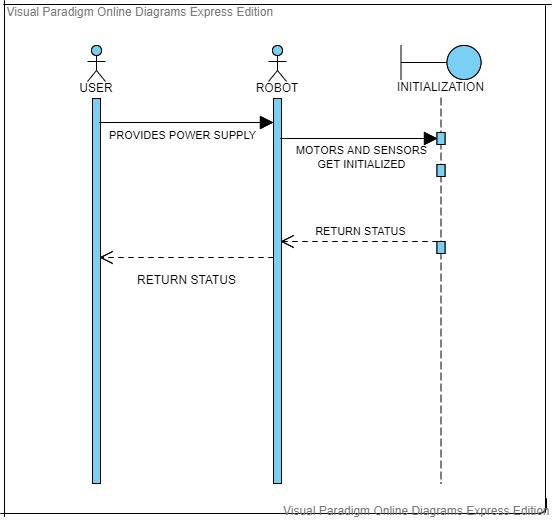 Visual Paradigm Online Diagrams Express Edition
USER
ROBOT
INITIALIZATION
PROVIDES POWER SUPPLY
MOTORS AND SENSORS
GET INITIALIZED
RETURN STATUS
RETURN STATUS
Visual Paradigm Online Diagrams Express Edition